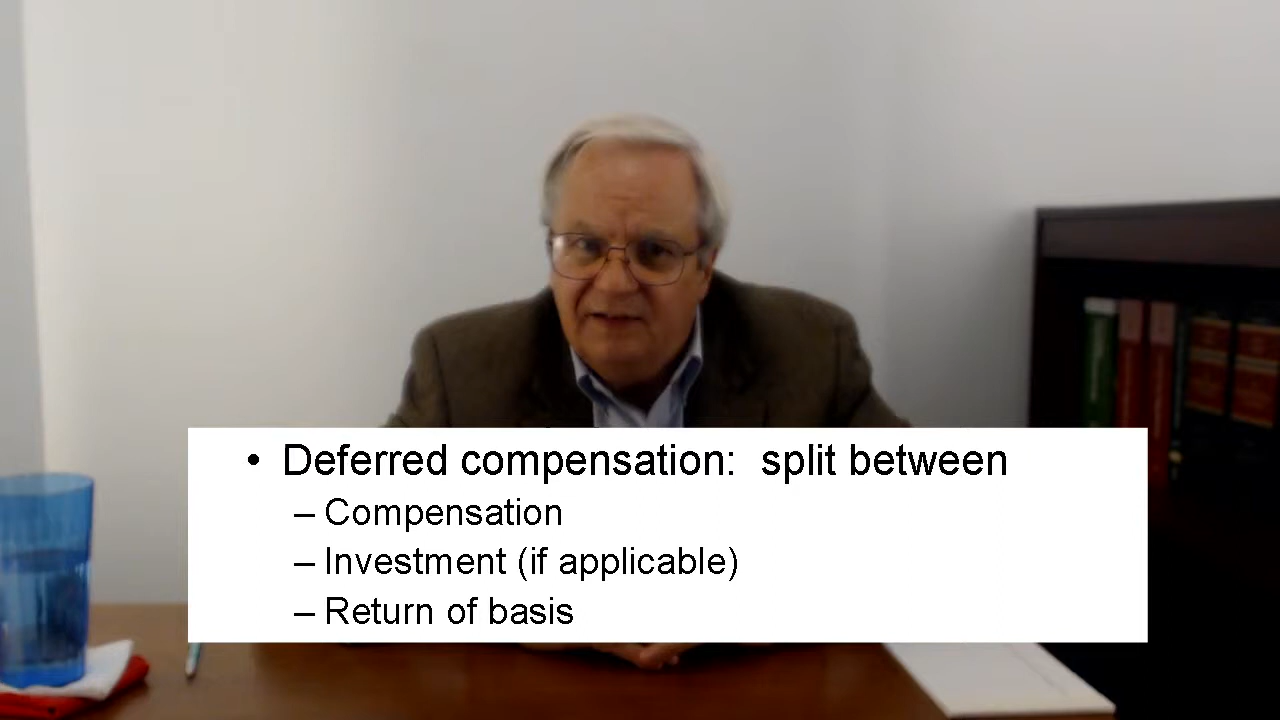 • Deferred compensation: split between
– Compensation
– Investment (if applicable)
– Return of basis